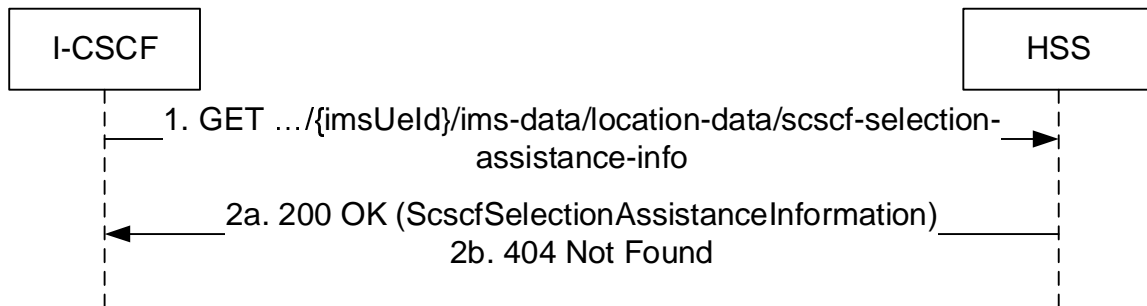 I-CSCF
HSS
1. GET …/{imsUeId}/ims-data/location-data/scscf-selection-
assistance-info
2a. 200 OK (ScscfSelectionAssistanceInformation)
2b. 404 Not Found